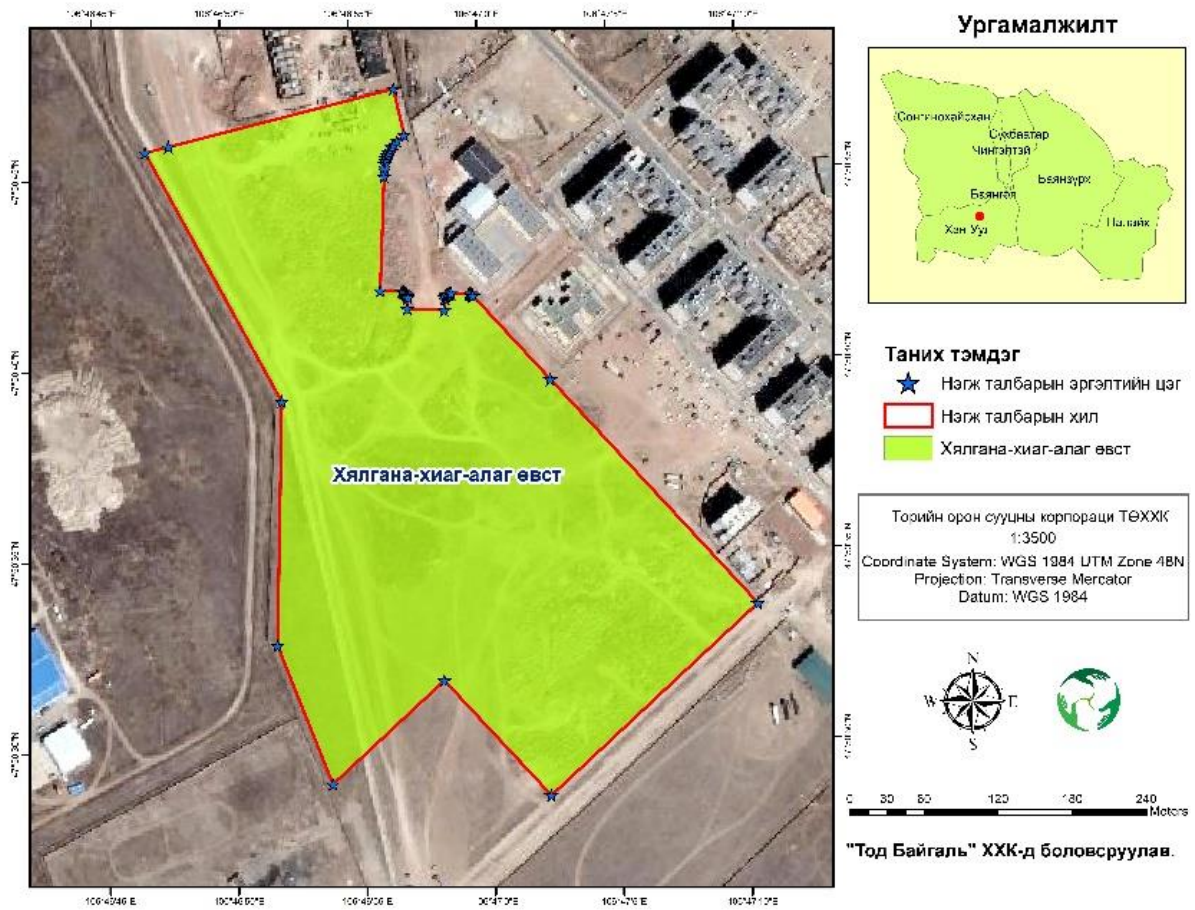 Ургамалжилт
Сонгинохайрхан
Сүхбаатар
Чингэлтэй
Баянзүрх
Баянгол
Хан Уул
Налайх
Таних тэмдэг
Нэгж талбарын эргэлтийн цэг
Нэгж талбарын хил
Хялгана-хиаг-алаг өвст
Хялгана-хиаг-алаг өвст
Торийн орон сууцны корпораци ТӨХХК
1:3500
Coordinate System: WGS 1984 UTM Zone 48N
Projection: Transverse Mercator
Datum: WGS 1984
N
W E
S
0 30 60 120 180 240
Meters
"Тод Байгаль" ХХК-д боловсруулав.